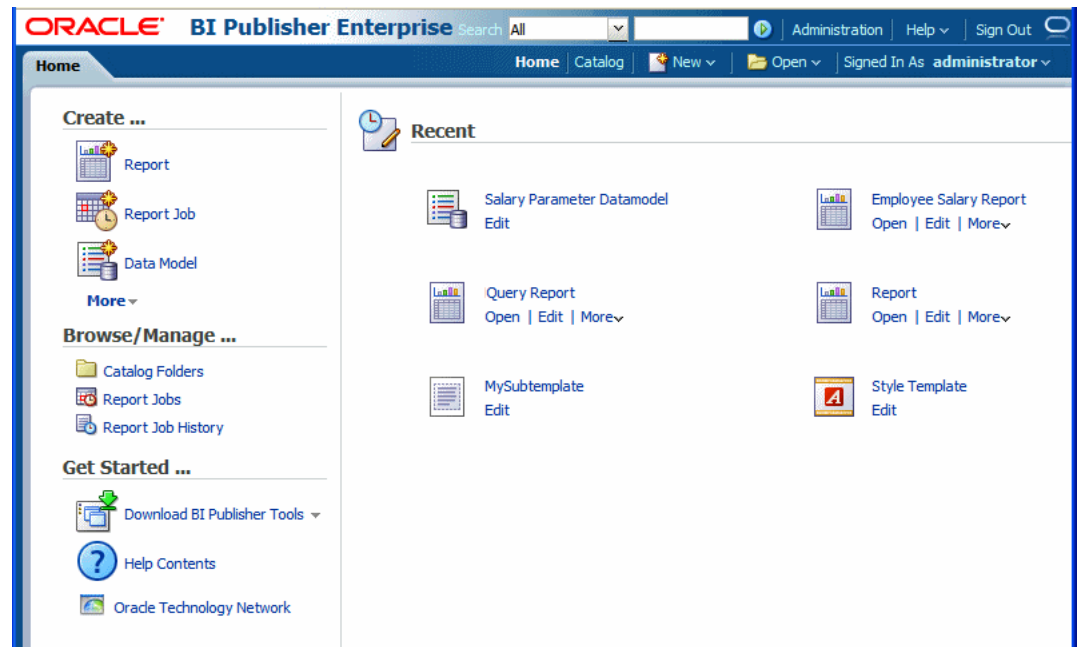 ORACLE BI Publisher Enterprise Search All Administration Help Sign Out
Home Home Catalog New Open Signed In As administrator
Create ...
Report
Report Job
Data Model
More
Browse/Manage ...
Catalog Folders
Report Jobs
Report Job History
Get Started ...
Download BI Publisher Tools
Help Contents
Oracle Technology Network
Recent
Salary Parameter Datamodel
Edit
Employee Salary Report
Open | Edit | More
Query Report
Open | Edit | More
Report
Open | Edit | More
MySubtemplate
Edit
Style Template
Edit